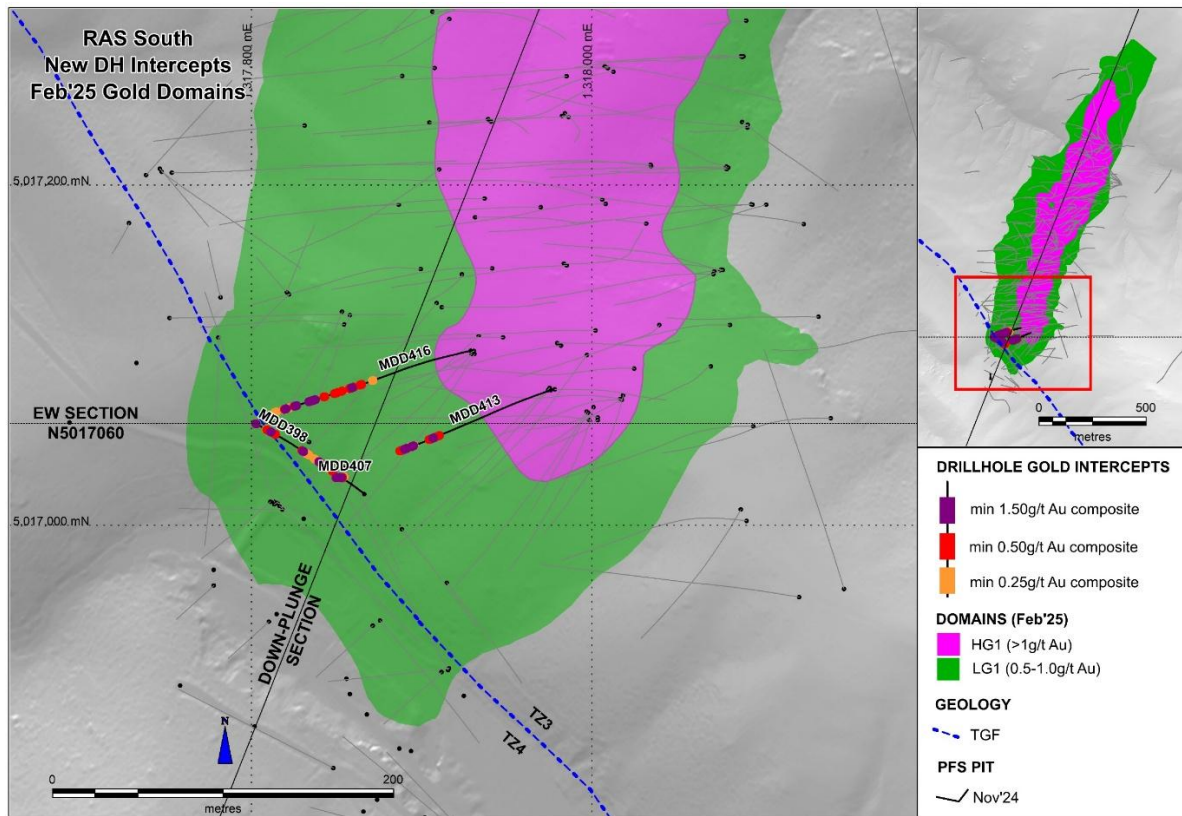 RAS South
New DH Intercepts
Feb'25 Gold Domains
1,317,800 mE
1,318,000 mE
5,017,200 mN
MDD416
MDD413
EW SECTION
N5017060
MDD398
MDD407
5,017,000 mN
DOWN-PLUNGE
SECTION
TZ3
TZ4
N
0
200
metres
0
500
metres
DRILLHOLE GOLD INTERCEPTS
min 1.50g/t Au composite
min 0.50g/t Au composite
min 0.25g/t Au composite
DOMAINS (Feb'25)
HG1 (>1g/t Au)
LG1 (0.5-1.0g/t Au)
GEOLOGY
TGF
PFS PIT
Nov'24